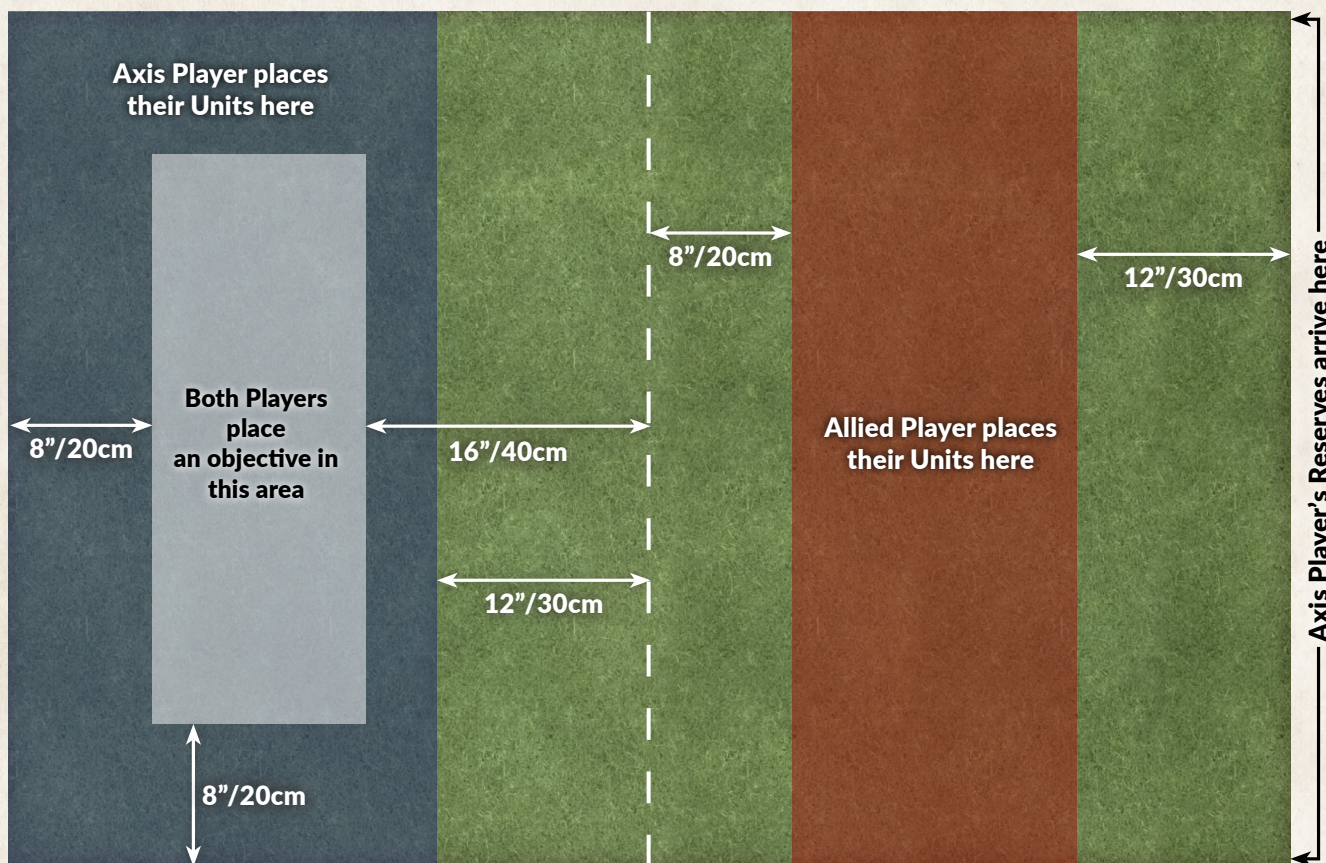 Axis Player places
their Units here
8”/20cm
12”/30cm
Both Players
place
an objective in
this area
8”/20cm
16”/40cm
Allied Player places
their Units here
12”/30cm
8”/20cm
Axis Player’s Reserves arrive here